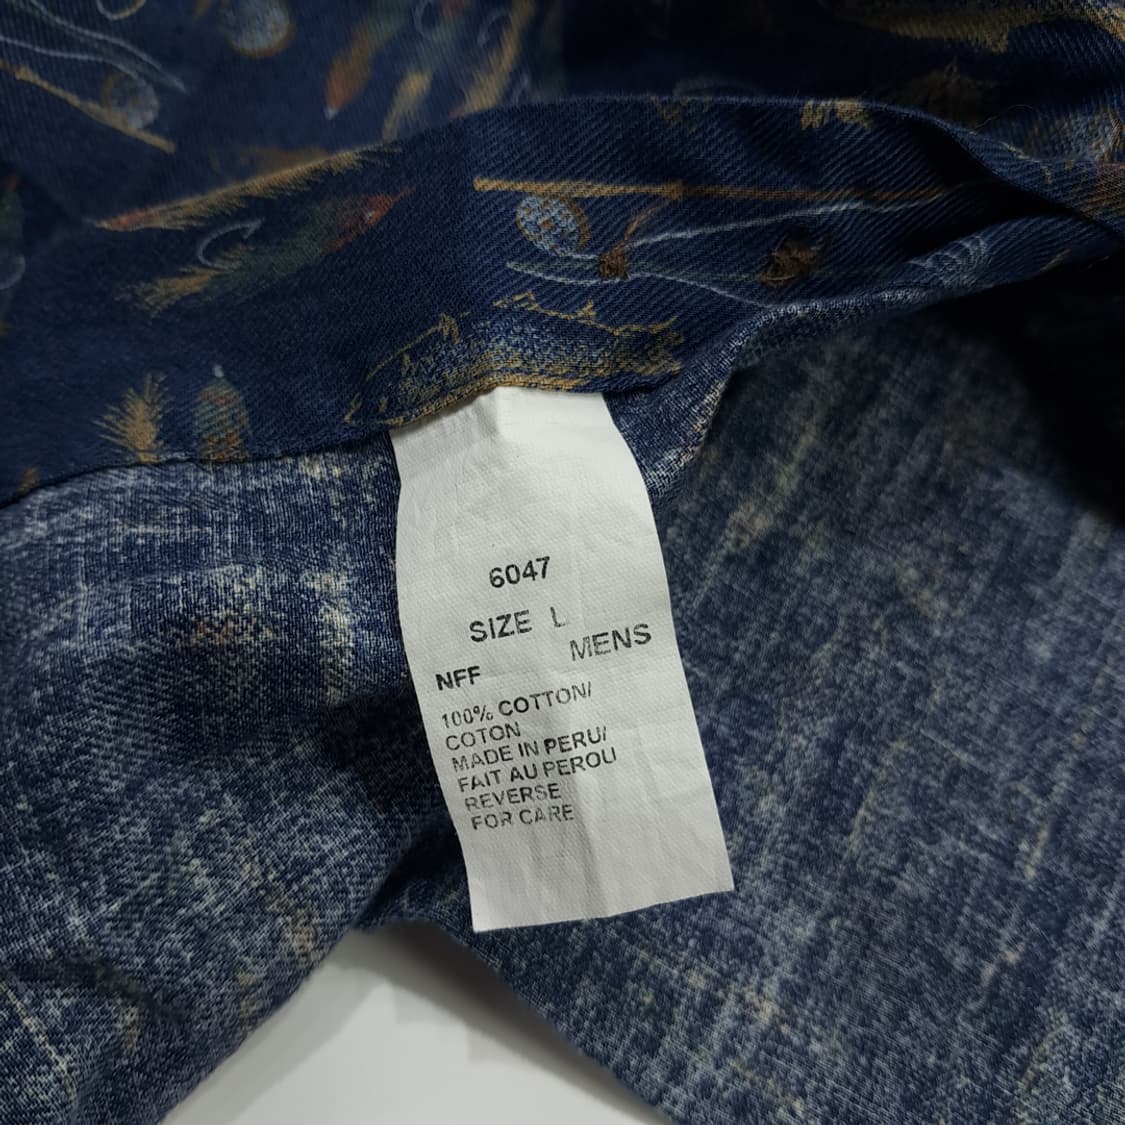 6047
SIZE L
MENS
NFF
100% COTTON/
COTON
MADE IN PERU/
FAIT AU PEROU
REVERSE
FOR CARE